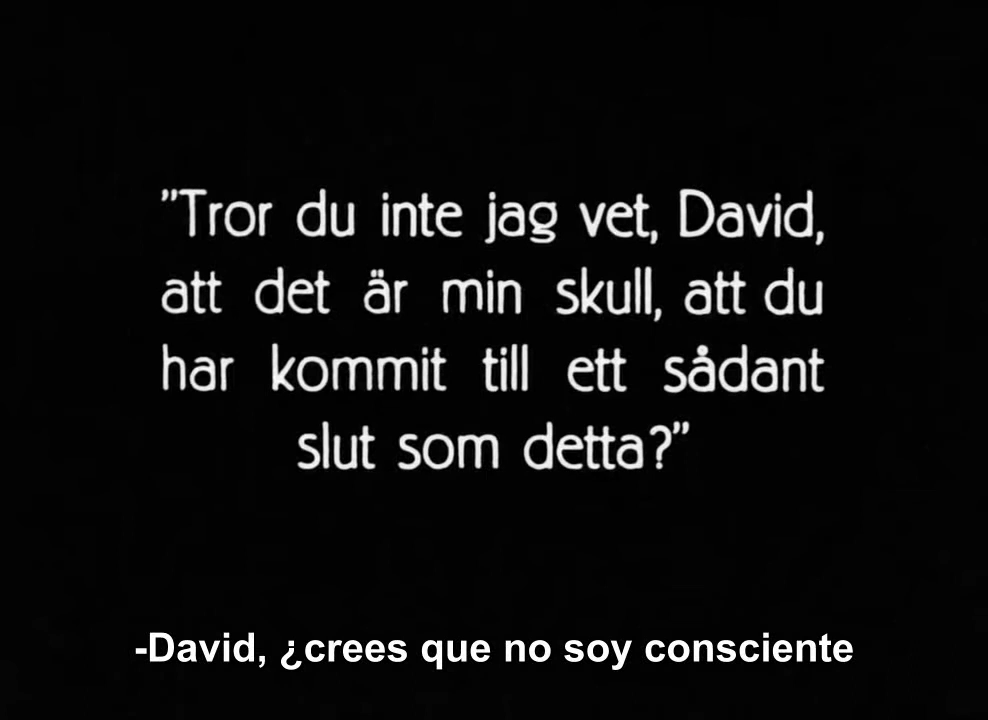 ”Tror du inte jag vet, David,
att det är min skull, att du
har kommit till ett sådant
slut som detta?”
-David, ¿crees que no soy consciente